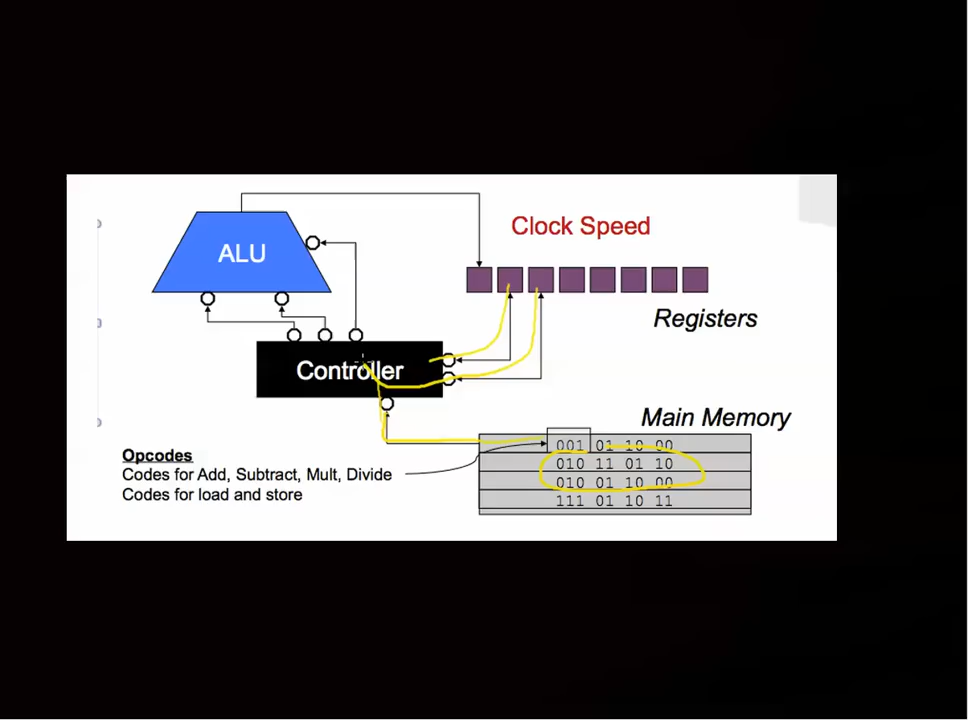 Clock Speed
ALU
Registers
Controller
Main Memory
001 01 10 00
010 11 01 10
010 01 10 00
111 01 10 11
Opcodes
Codes for Add, Subtract, Mult, Divide
Codes for load and store